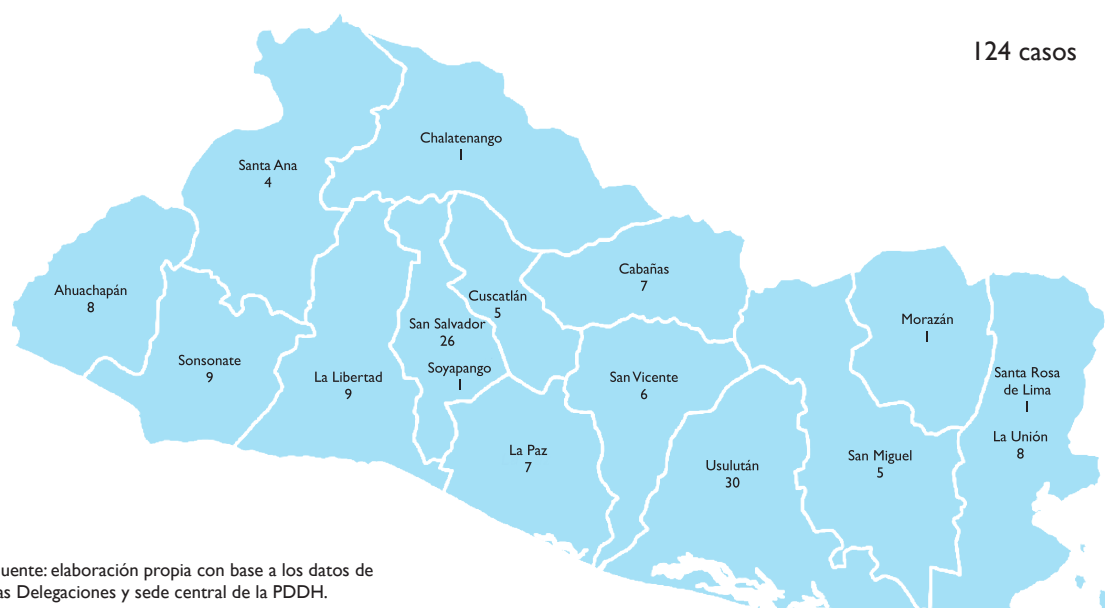 124 casos
Chalatenango
1
Santa Ana
4
Ahuachapán
8
Sonsonate
9
La Libertad
9
San Salvador
26
Soyapango
1
Cuscatlán
5
Cabañas
7
La Paz
7
San Vicente
6
Usulután
30
San Miguel
5
Morazán
1
Santa Rosa
de Lima
1
La Unión
8
uente: elaboración propia con base a los datos de
as Delegaciones y sede central de la PDDH.